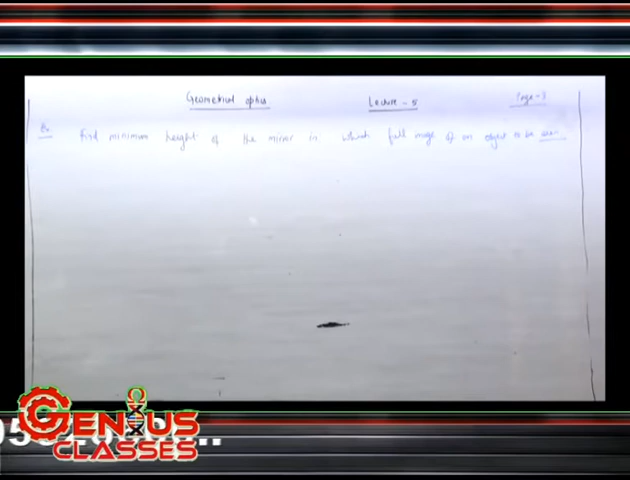 Geometrical optics Lecture - 5 Page - 3
Ex Find minimum height of the mirror in which full image of an object to be seen.
GENIUS
CLASSES